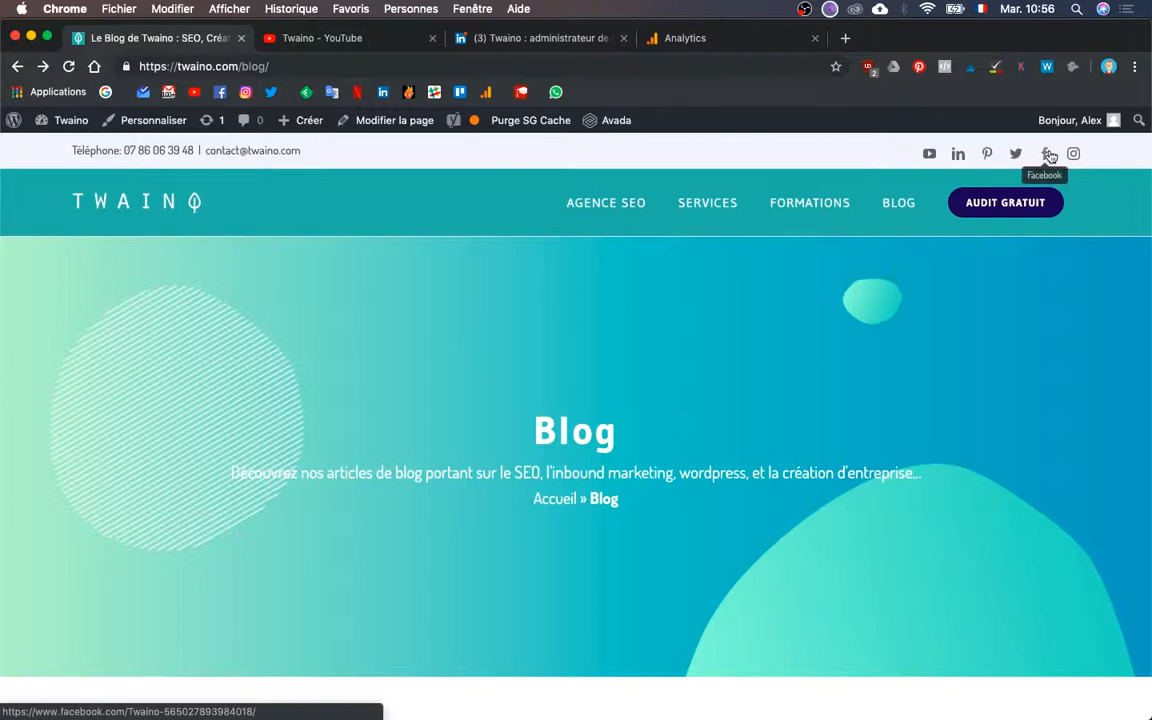 Chrome Fichier Modifier Afficher Historique Favoris Personnes Fenêtre Aide Mar. 10:56
Le Blog de Twaino : SEO, Créa Twaino - YouTube (3) Twaino : administrateur de Analytics
https://twaino.com/blog/
Applications
Twaino Personnaliser 1 0 Créer Modifier la page Purge SG Cache Avada Bonjour, Alex
Téléphone: 07 86 06 39 48 | contact@twaino.com
Facebook
TWAINO AGENCE SEO SERVICES FORMATIONS BLOG AUDIT GRATUIT
Blog
Découvrez nos articles de blog portant sur le SEO, l'inbound marketing, wordpress, et la création d'entreprise...
Accueil » Blog
https://www.facebook.com/Twaino-565027893984018/